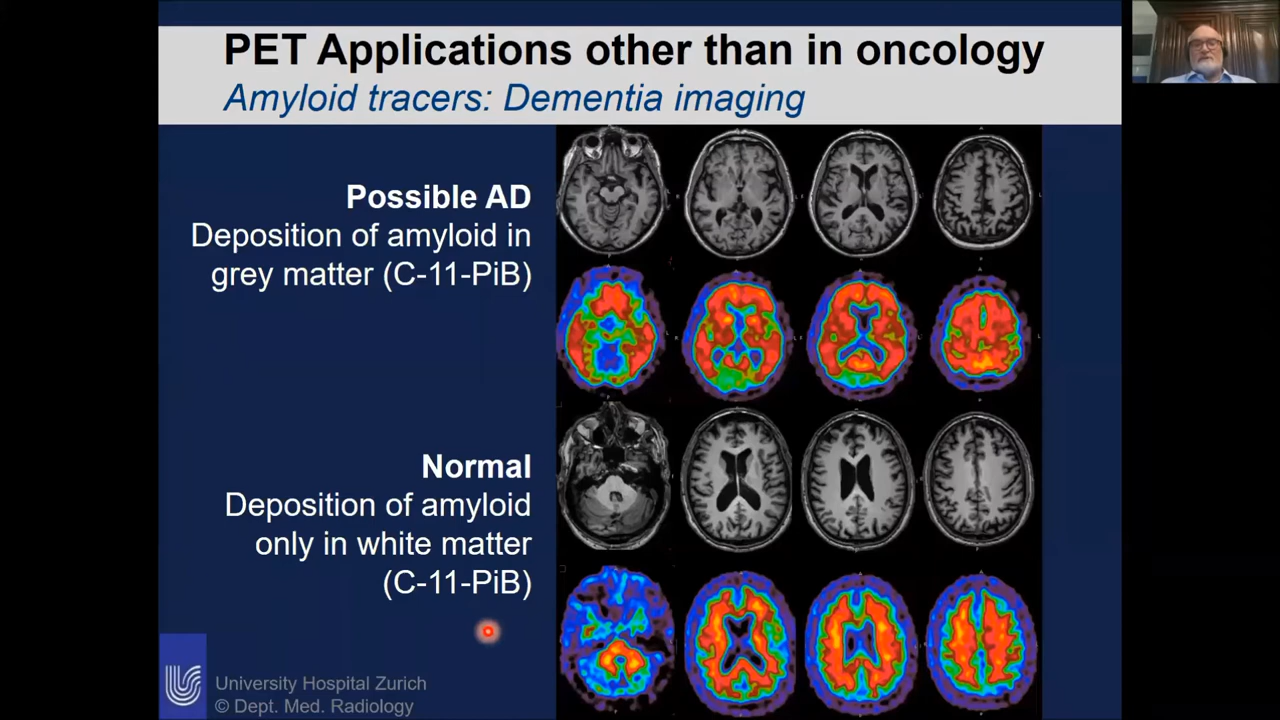 PET Applications other than in oncology
Amyloid tracers: Dementia imaging
Possible AD
Deposition of amyloid in
grey matter (C-11-PiB)
Normal
Deposition of amyloid
only in white matter
(C-11-PiB)
University Hospital Zurich
© Dept. Med. Radiology